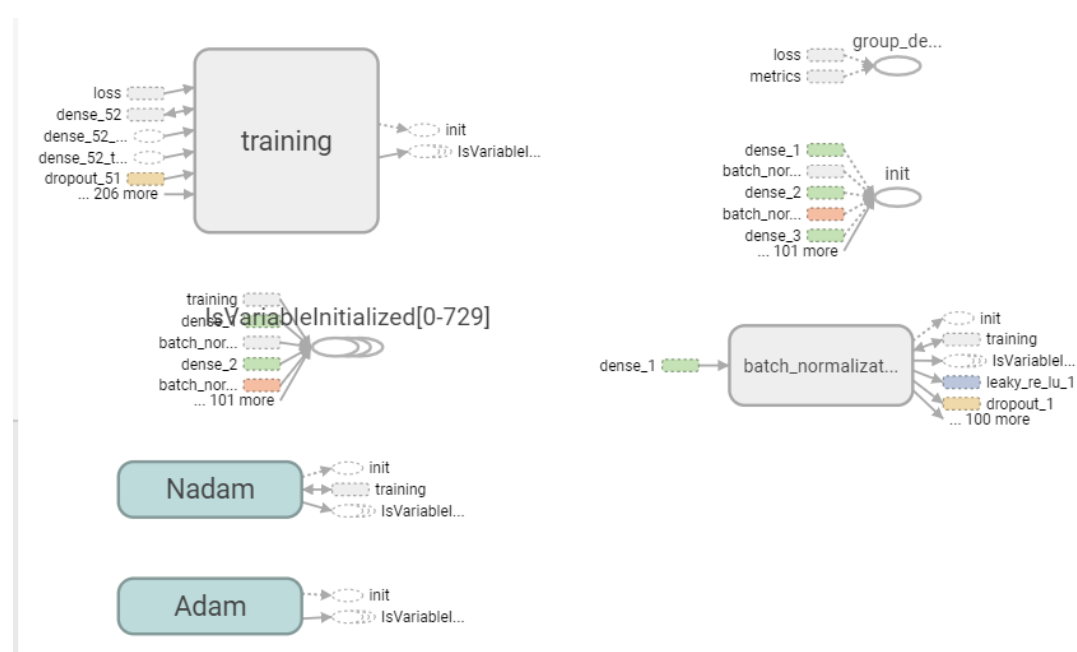 loss
dense_52
dense_52_...
dense_52_t...
dropout_51
... 206 more
training
init
IsVariableI...
group_de...
loss
metrics
init
dense_1
batch_nor...
dense_2
batch_nor...
dense_3
... 101 more
IsVariableInitialized[0-729]
training
dense_1
batch_nor...
dense_2
batch_nor...
... 101 more
dense_1
batch_normalizat...
init
training
IsVariableI...
leaky_re_lu_1
dropout_1
... 100 more
Nadam
init
training
IsVariableI...
Adam
init
IsVariableI...